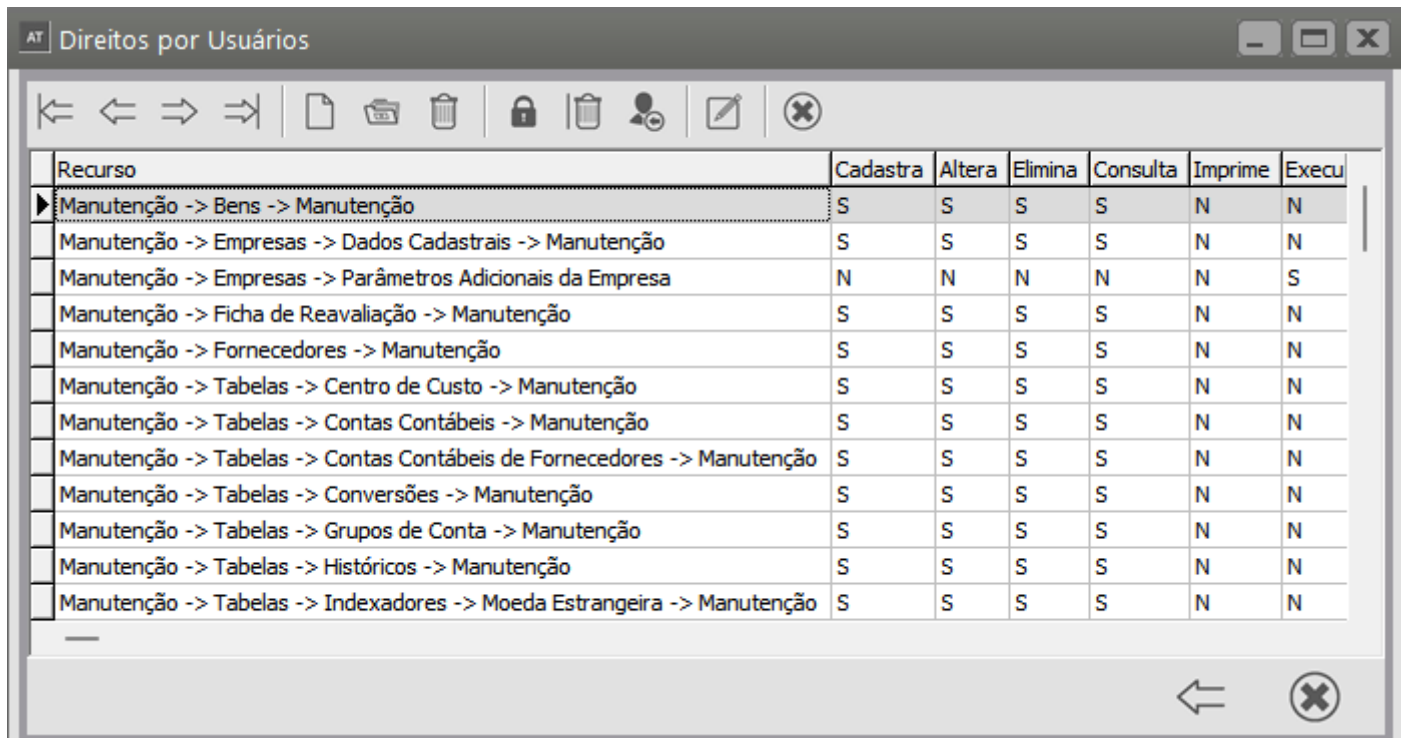 AT Direitos por Usuários
Recurso Cadastra Altera Elimina Consulta Imprime Execu
Manutenção -> Bens -> Manutenção S S S S N N
Manutenção -> Empresas -> Dados Cadastrais -> Manutenção S S S S N N
Manutenção -> Empresas -> Parâmetros Adicionais da Empresa N N N N N S
Manutenção -> Ficha de Reavaliação -> Manutenção S S S S N N
Manutenção -> Fornecedores -> Manutenção S S S S N N
Manutenção -> Tabelas -> Centro de Custo -> Manutenção S S S S N N
Manutenção -> Tabelas -> Contas Contábeis -> Manutenção S S S S N N
Manutenção -> Tabelas -> Contas Contábeis de Fornecedores -> Manutenção S S S S N N
Manutenção -> Tabelas -> Conversões -> Manutenção S S S S N N
Manutenção -> Tabelas -> Grupos de Conta -> Manutenção S S S S N N
Manutenção -> Tabelas -> Históricos -> Manutenção S S S S N N
Manutenção -> Tabelas -> Indexadores -> Moeda Estrangeira -> Manutenção S S S S N N